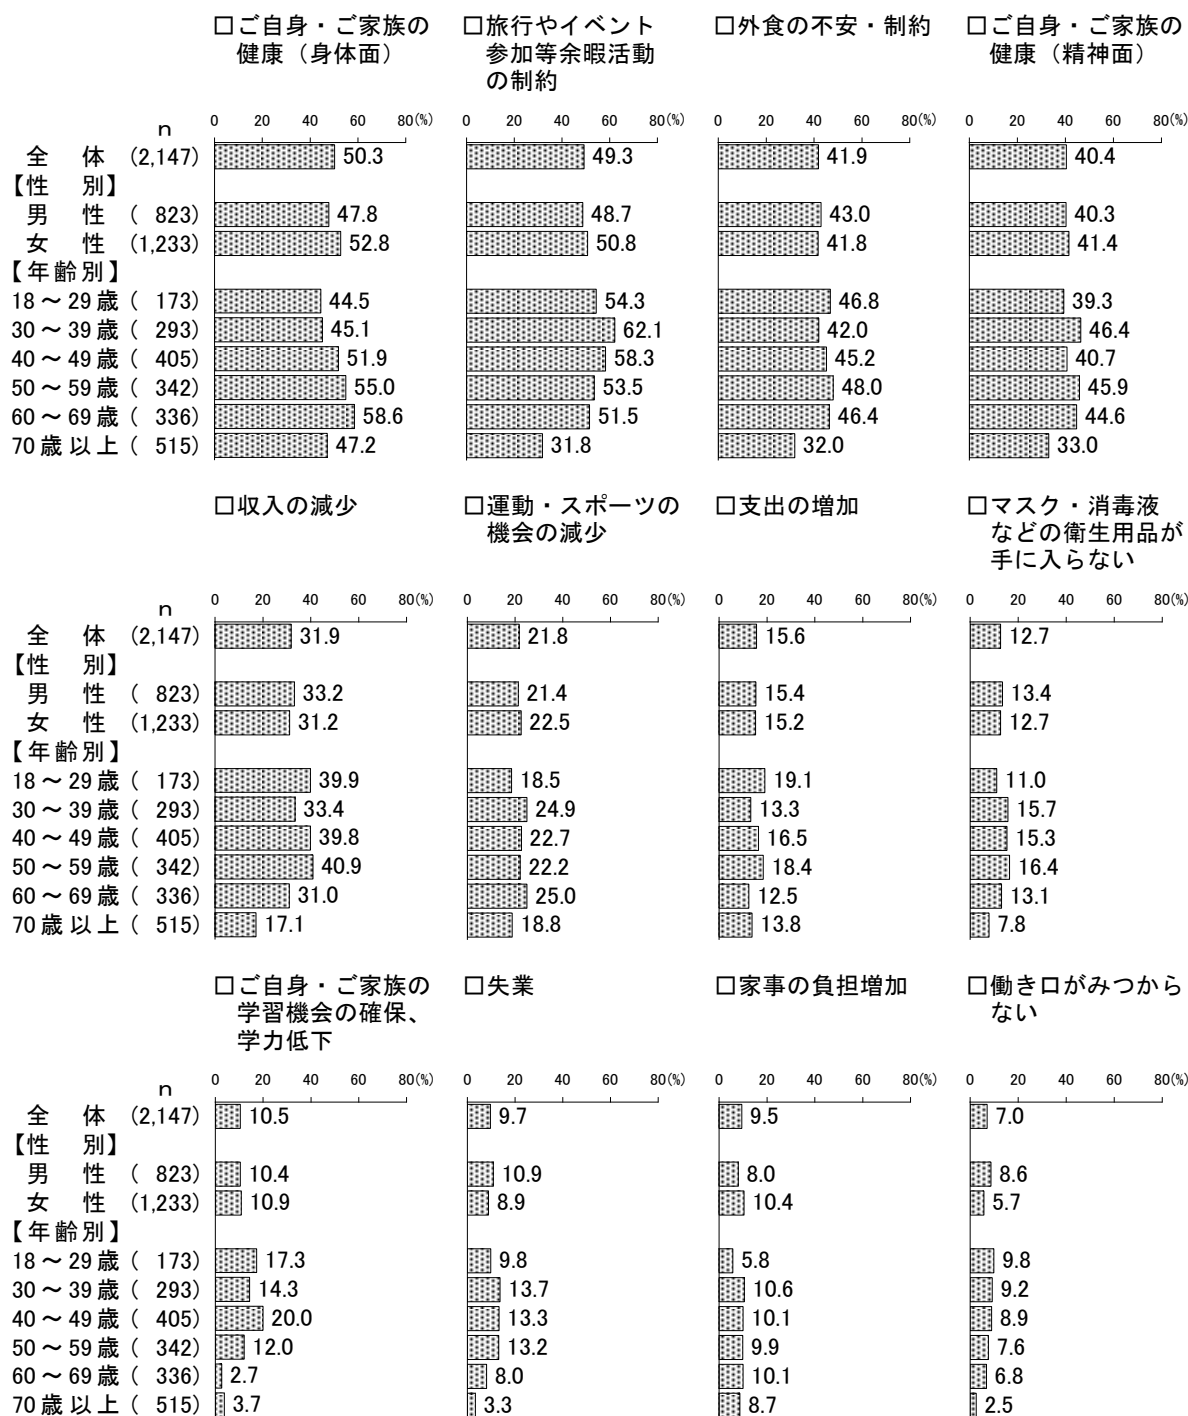 □ご自身・ご家族の
健康（身体面）
□旅行やイベント
参加等余暇活動
の制約
□外食の不安・制約
□ご自身・ご家族の
健康（精神面）
n 0 20 40 60 80(%) 0 20 40 60 80(%) 0 20 40 60 80(%) 0 20 40 60 80(%)
全　体 (2,147) 50.3 49.3 41.9 40.4
【性　別】
男　性 ( 823) 47.8 48.7 43.0 40.3
女　性 (1,233) 52.8 50.8 41.8 41.4
【年齢別】
18～29歳 ( 173) 44.5 54.3 46.8 39.3
30～39歳 ( 293) 45.1 62.1 42.0 46.4
40～49歳 ( 405) 51.9 58.3 45.2 40.7
50～59歳 ( 342) 55.0 53.5 48.0 45.9
60～69歳 ( 336) 58.6 51.5 46.4 44.6
70歳以上 ( 515) 47.2 31.8 32.0 33.0
□収入の減少
□運動・スポーツの
機会の減少
□支出の増加
□マスク・消毒液
などの衛生用品が
手に入らない
n 0 20 40 60 80(%) 0 20 40 60 80(%) 0 20 40 60 80(%) 0 20 40 60 80(%)
全　体 (2,147) 31.9 21.8 15.6 12.7
【性　別】
男　性 ( 823) 33.2 21.4 15.4 13.4
女　性 (1,233) 31.2 22.5 15.2 12.7
【年齢別】
18～29歳 ( 173) 39.9 18.5 19.1 11.0
30～39歳 ( 293) 33.4 24.9 13.3 15.7
40～49歳 ( 405) 39.8 22.7 16.5 15.3
50～59歳 ( 342) 40.9 22.2 18.4 16.4
60～69歳 ( 336) 31.0 25.0 12.5 13.1
70歳以上 ( 515) 17.1 18.8 13.8 7.8
□ご自身・ご家族の
学習機会の確保、
学力低下
□失業
□家事の負担増加
□働き口がみつから
ない
n 0 20 40 60 80(%) 0 20 40 60 80(%) 0 20 40 60 80(%) 0 20 40 60 80(%)
全　体 (2,147) 10.5 9.7 9.5 7.0
【性　別】
男　性 ( 823) 10.4 10.9 8.0 8.6
女　性 (1,233) 10.9 8.9 10.4 5.7
【年齢別】
18～29歳 ( 173) 17.3 9.8 5.8 9.8
30～39歳 ( 293) 14.3 13.7 10.6 9.2
40～49歳 ( 405) 20.0 13.3 10.1 8.9
50～59歳 ( 342) 12.0 13.2 9.9 7.6
60～69歳 ( 336) 2.7 8.0 10.1 6.8
70歳以上 ( 515) 3.7 3.3 8.7 2.5